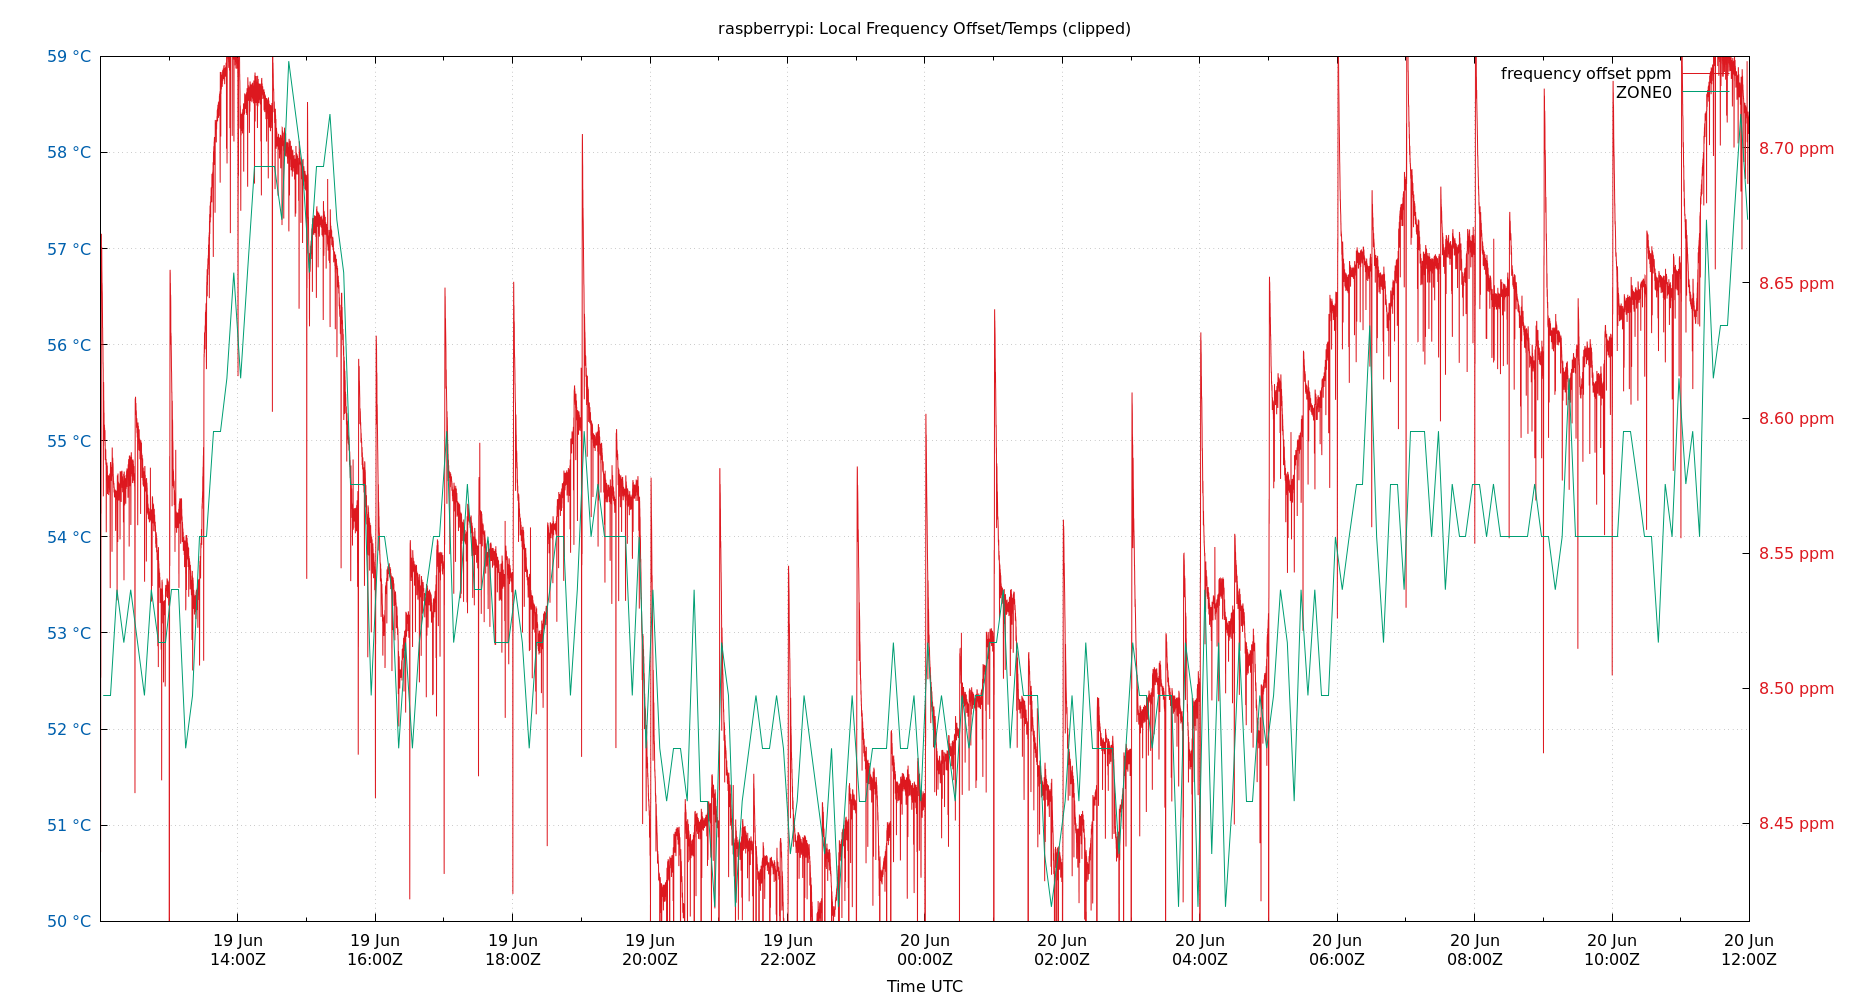 raspberrypi: Local Frequency Offset/Temps (clipped)
frequency offset ppm
ZONE0
59 °C
58 °C
57 °C
56 °C
55 °C
54 °C
53 °C
52 °C
51 °C
50 °C
8.70 ppm
8.65 ppm
8.60 ppm
8.55 ppm
8.50 ppm
8.45 ppm
19 Jun 14:00Z
19 Jun 16:00Z
19 Jun 18:00Z
19 Jun 20:00Z
19 Jun 22:00Z
20 Jun 00:00Z
20 Jun 02:00Z
20 Jun 04:00Z
20 Jun 06:00Z
20 Jun 08:00Z
20 Jun 10:00Z
20 Jun 12:00Z
Time UTC